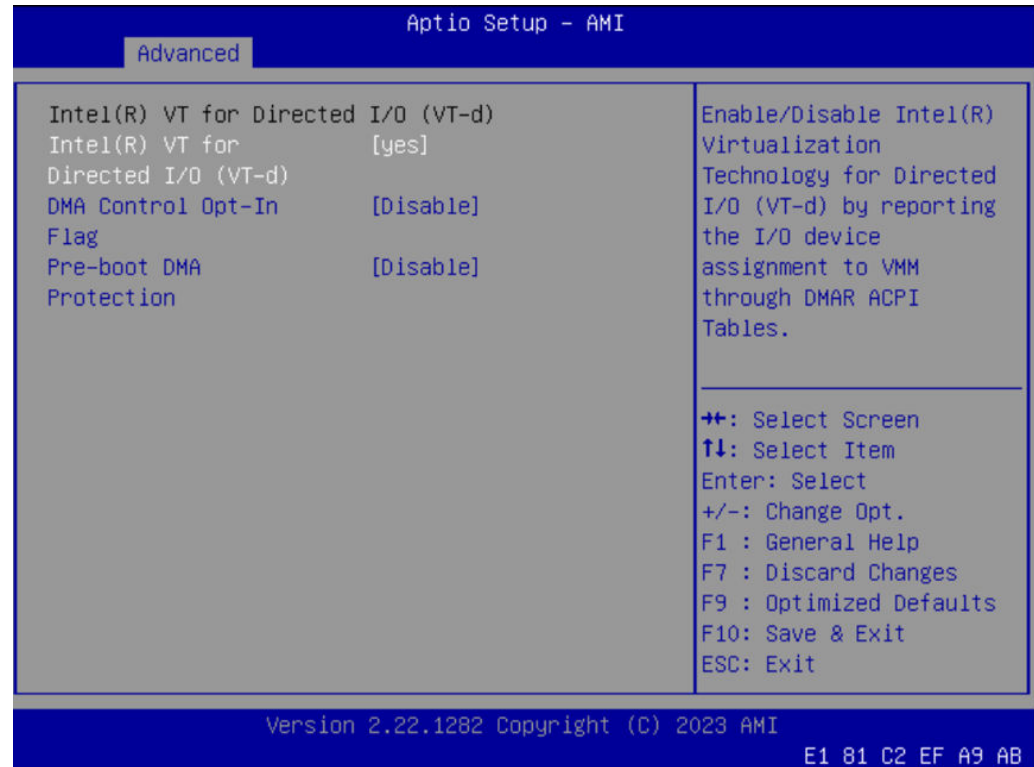 Aptio Setup – AMI
Advanced
Intel(R) VT for Directed I/O (VT-d)
Intel(R) VT for [yes]
Directed I/O (VT-d)
DMA Control Opt-In [Disable]
Flag
Pre-boot DMA [Disable]
Protection
Enable/Disable Intel(R)
Virtualization
Technology for Directed
I/O (VT-d) by reporting
the I/O device
assignment to VMM
through DMAR ACPI
Tables.
→←: Select Screen
↑↓: Select Item
Enter: Select
+/-: Change Opt.
F1 : General Help
F7 : Discard Changes
F9 : Optimized Defaults
F10: Save & Exit
ESC: Exit
Version 2.22.1282 Copyright (C) 2023 AMI
E1 81 C2 EF A9 AB